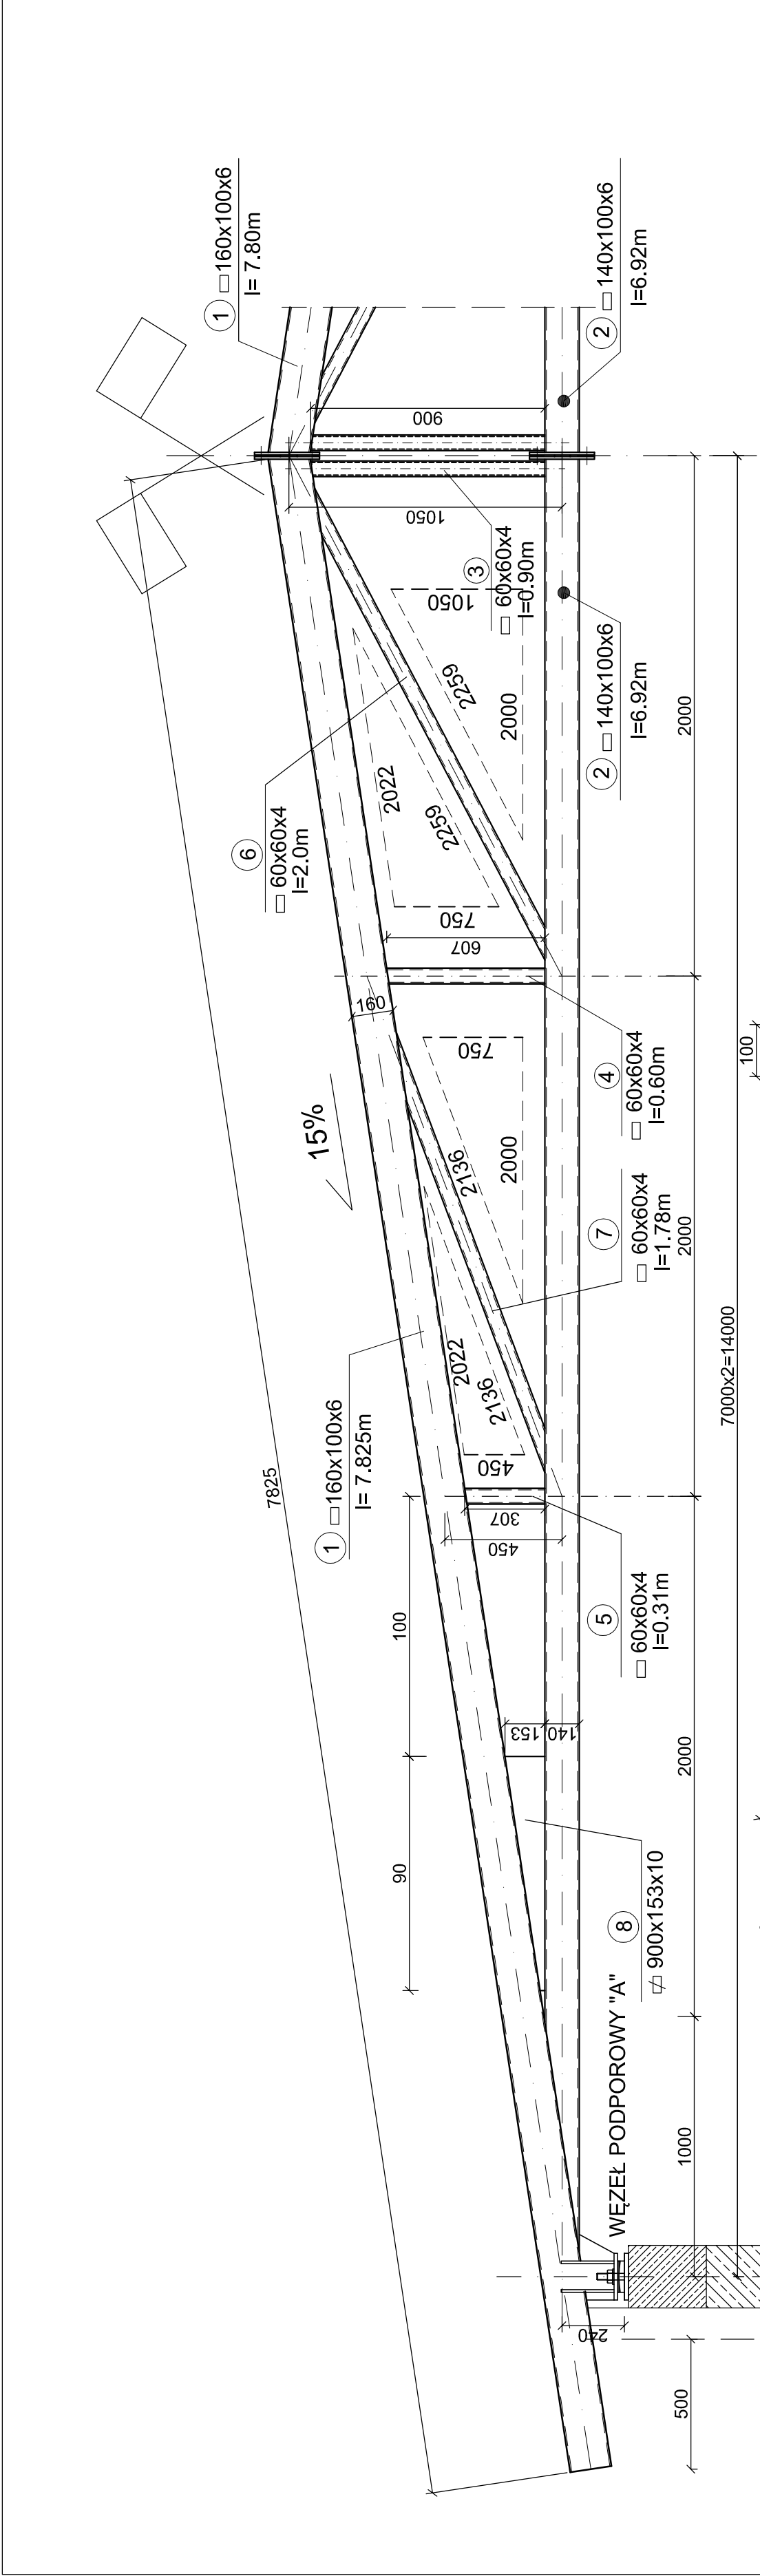 1
160x100x6
l= 7.80m
2
140x100x6
l=6.92m
900
1050
3
60x60x4
l=0.90m
1050
2259
2000
2
140x100x6
l=6.92m
2000
6
60x60x4
l=2.0m
2022
2259
750
607
160
15%
750
2136
2000
4
60x60x4
l=0.60m
100
7
60x60x4
l=1.78m
2000
7000x2=14000
2022
2136
450
7825
1
160x100x6
l= 7.825m
307
450
100
5
60x60x4
l=0.31m
153
140
2000
90
8
900x153x10
WĘZEŁ PODPOROWY "A"
1000
240
500